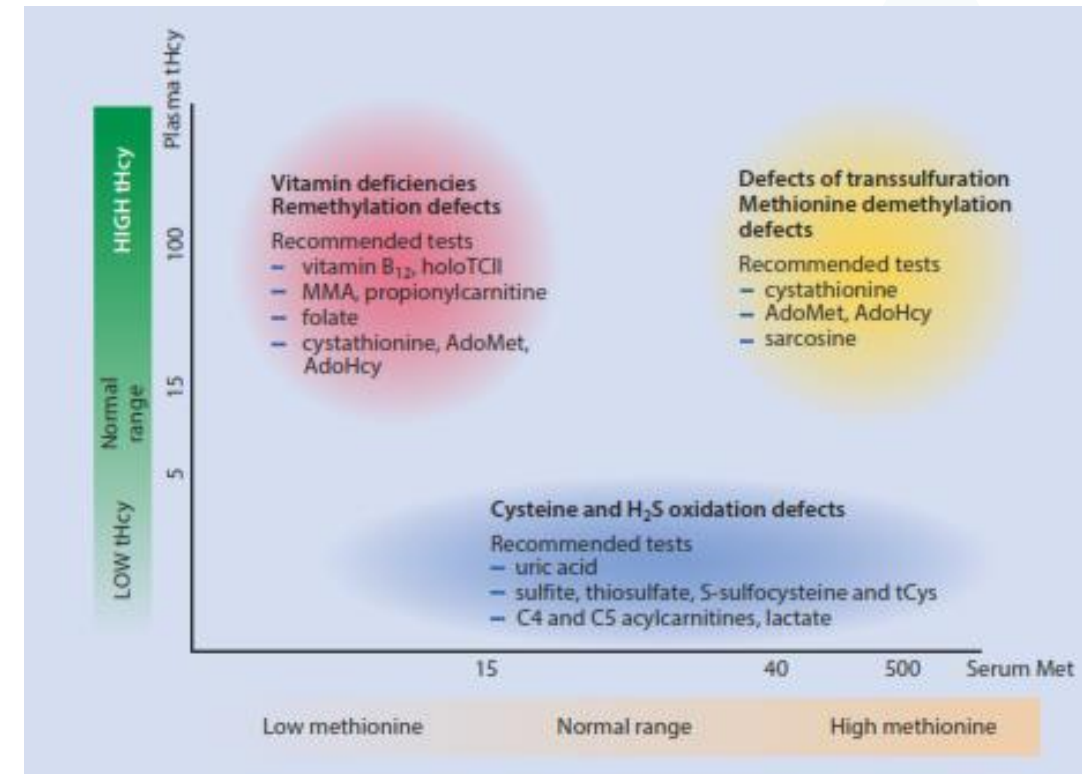 Plasma tHcy
HIGH tHcy
100
Normal
range
15
5
LOW tHcy
Vitamin deficiencies
Remethylation defects
Recommended tests
– vitamin B₁₂, holoTCII
– MMA, propionylcarnitine
– folate
– cystathionine, AdoMet,
AdoHcy
Defects of transsulfuration
Methionine demethylation
defects
Recommended tests
– cystathionine
– AdoMet, AdoHcy
– sarcosine
Cysteine and H₂S oxidation defects
Recommended tests
– uric acid
– sulfite, thiosulfate, S-sulfocysteine and tCys
– C4 and C5 acylcarnitines, lactate
15 40 500 Serum Met
Low methionine Normal range High methionine